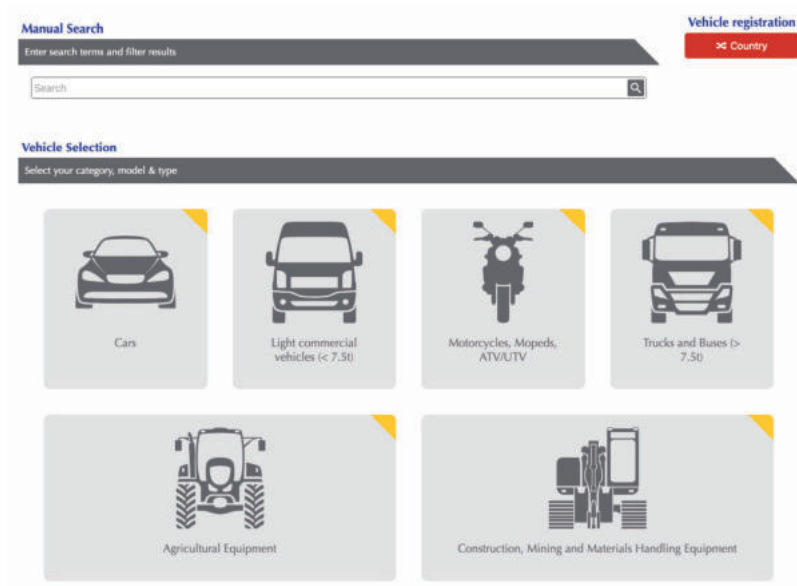 Manual Search
Vehicle registration
Enter search terms and filter results
Country
Search
Vehicle Selection
Select your category, model & type
Cars
Light commercial
vehicles (< 7.5t)
Motorcycles, Mopeds,
ATV/UTV
Trucks and Buses (>
7.5t)
Agricultural Equipment
Construction, Mining and Materials Handling Equipment